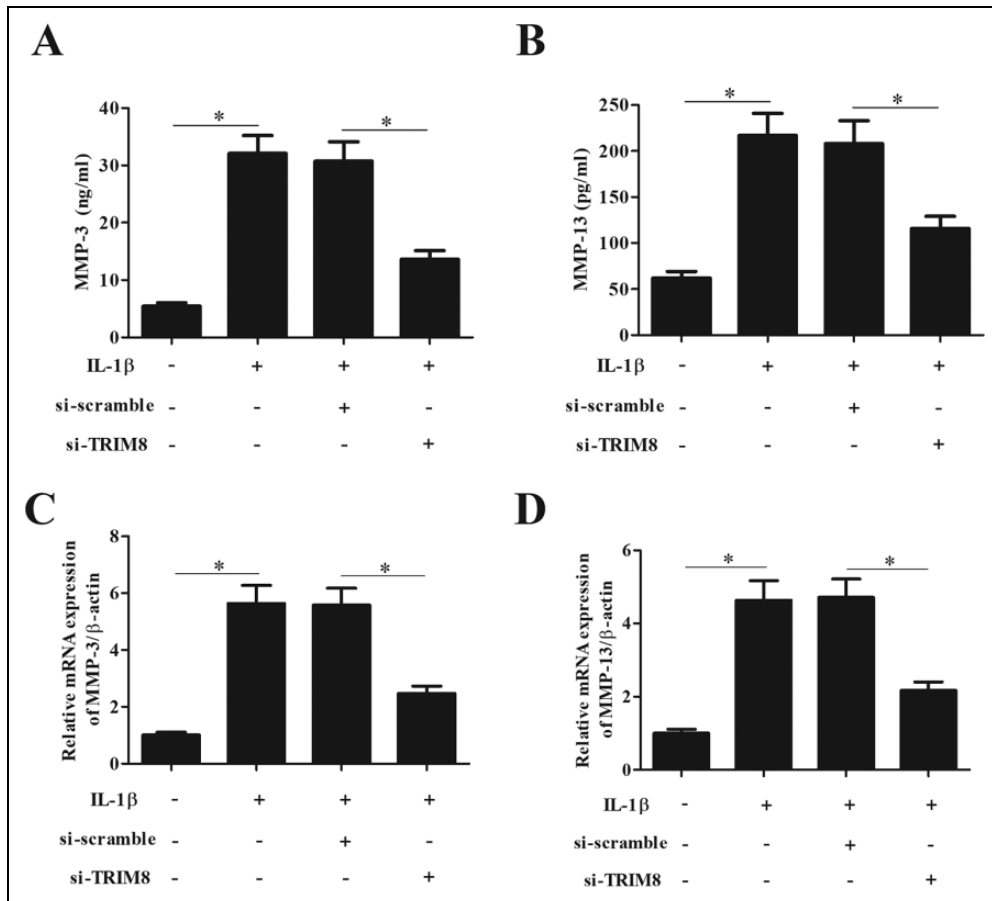 A
B
40
30
20
10
0
MMP-3 (ng/ml)
*
*
IL-1β - + + +
si-scramble - - + -
si-TRIM8 - - - +
250
200
150
100
50
0
MMP-13 (pg/ml)
*
*
IL-1β - + + +
si-scramble - - + -
si-TRIM8 - - - +
C
D
8
6
4
2
0
Relative mRNA expression
of MMP-3/β-actin
*
*
IL-1β - + + +
si-scramble - - + -
si-TRIM8 - - - +
6
4
2
0
Relative mRNA expression
of MMP-13/β-actin
*
*
IL-1β - + + +
si-scramble - - + -
si-TRIM8 - - - +